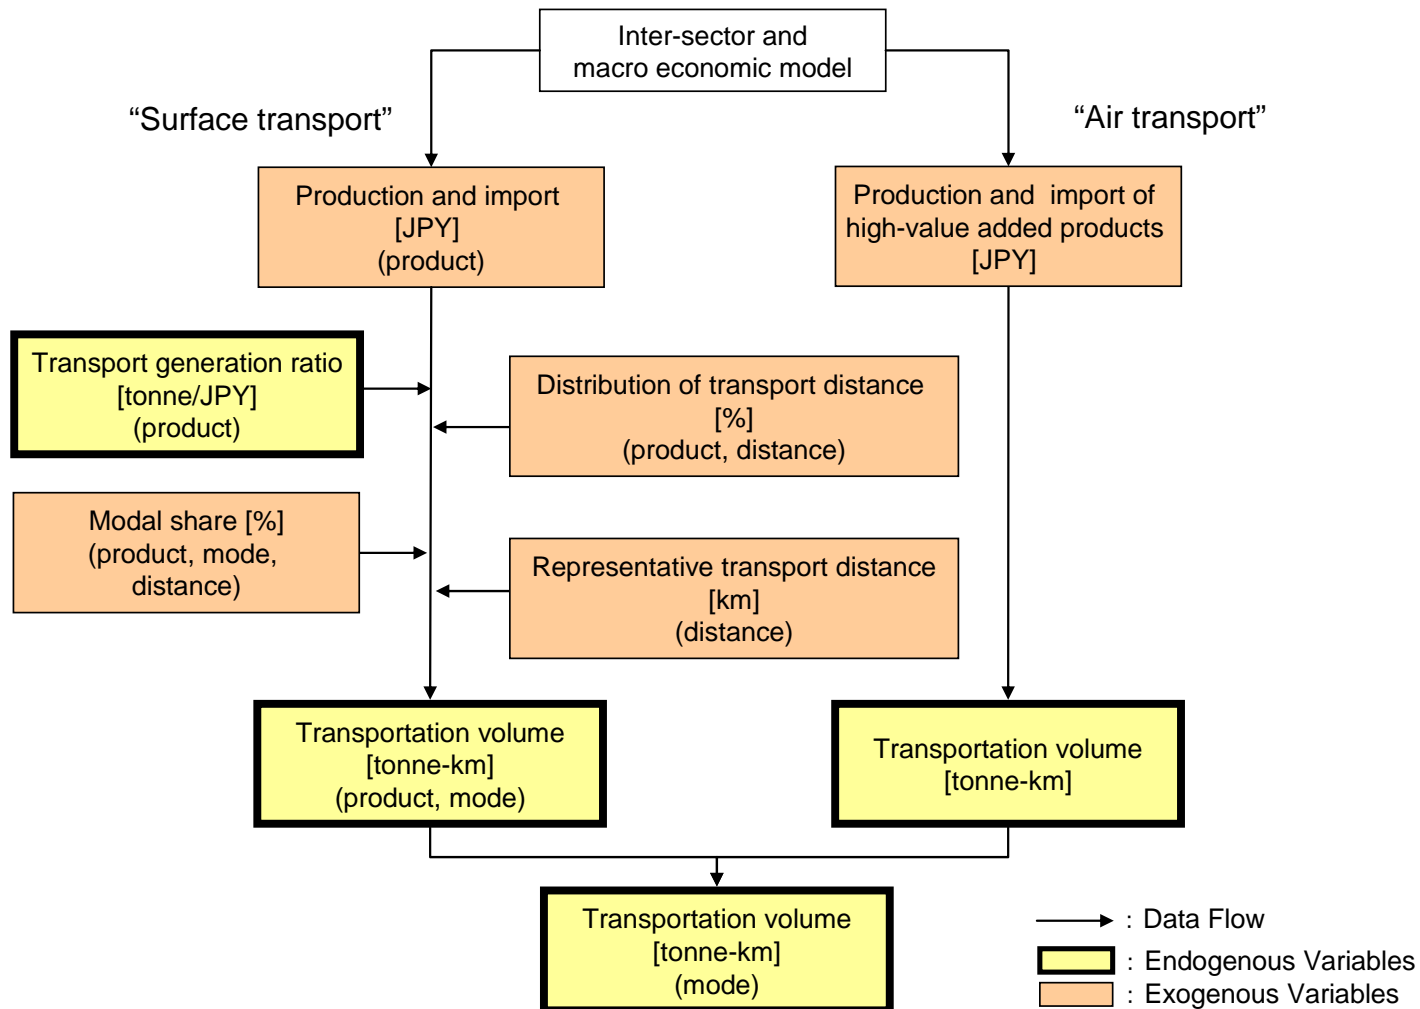 Inter-sector and
macro economic model
“Surface transport”
“Air transport”
Production and import
[JPY]
(product)
Production and import of
high-value added products
[JPY]
Transport generation ratio
[tonne/JPY]
(product)
Distribution of transport distance
[%]
(product, distance)
Modal share [%]
(product, mode,
distance)
Representative transport distance
[km]
(distance)
Transportation volume
[tonne-km]
(product, mode)
Transportation volume
[tonne-km]
Transportation volume
[tonne-km]
(mode)
: Data Flow
: Endogenous Variables
: Exogenous Variables